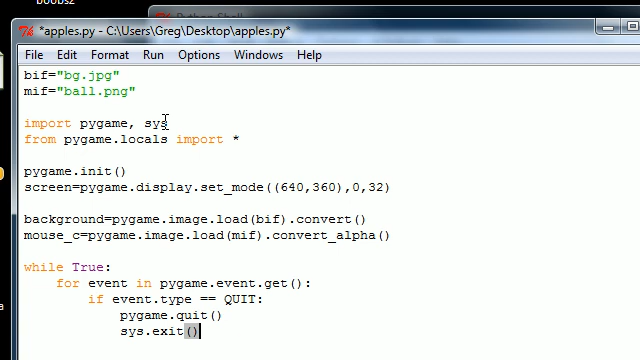 boobsz
Python Shell
*apples.py - C:\Users\Greg\Desktop\apples.py*
File Edit Format Run Options Windows Help
bif="bg.jpg"
mif="ball.png"
import pygame, sys
from pygame.locals import *
pygame.init()
screen=pygame.display.set_mode((640,360),0,32)
background=pygame.image.load(bif).convert()
mouse_c=pygame.image.load(mif).convert_alpha()
while True:
    for event in pygame.event.get():
        if event.type == QUIT:
            pygame.quit()
            sys.exit()